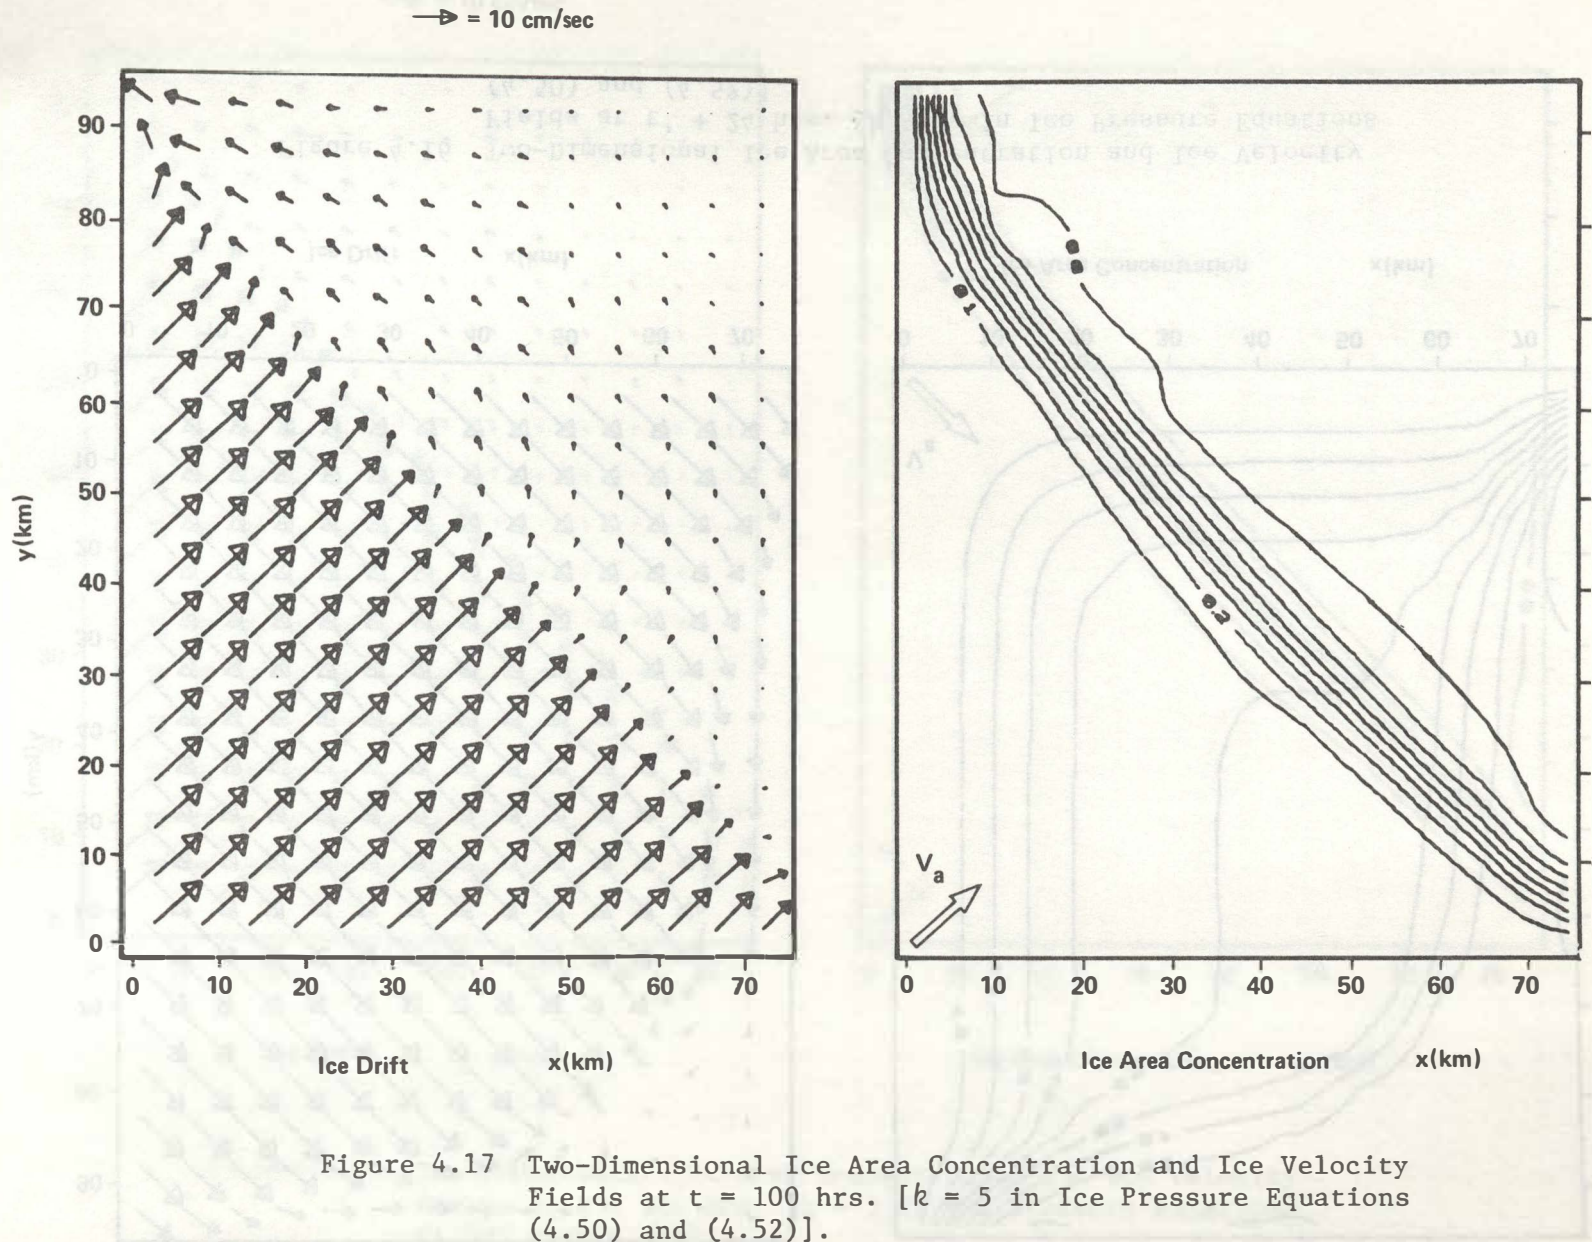 = 10 cm/sec
90
80
70
60
50
40
30
20
10
0
y(km)
0 10 20 30 40 50 60 70
Ice Drift x(km)
0.1
0.2
V a
0 10 20 30 40 50 60 70
Ice Area Concentration x(km)
Figure 4.17 Two-Dimensional Ice Area Concentration and Ice Velocity
Fields at t = 100 hrs. [k = 5 in Ice Pressure Equations
(4.50) and (4.52)].